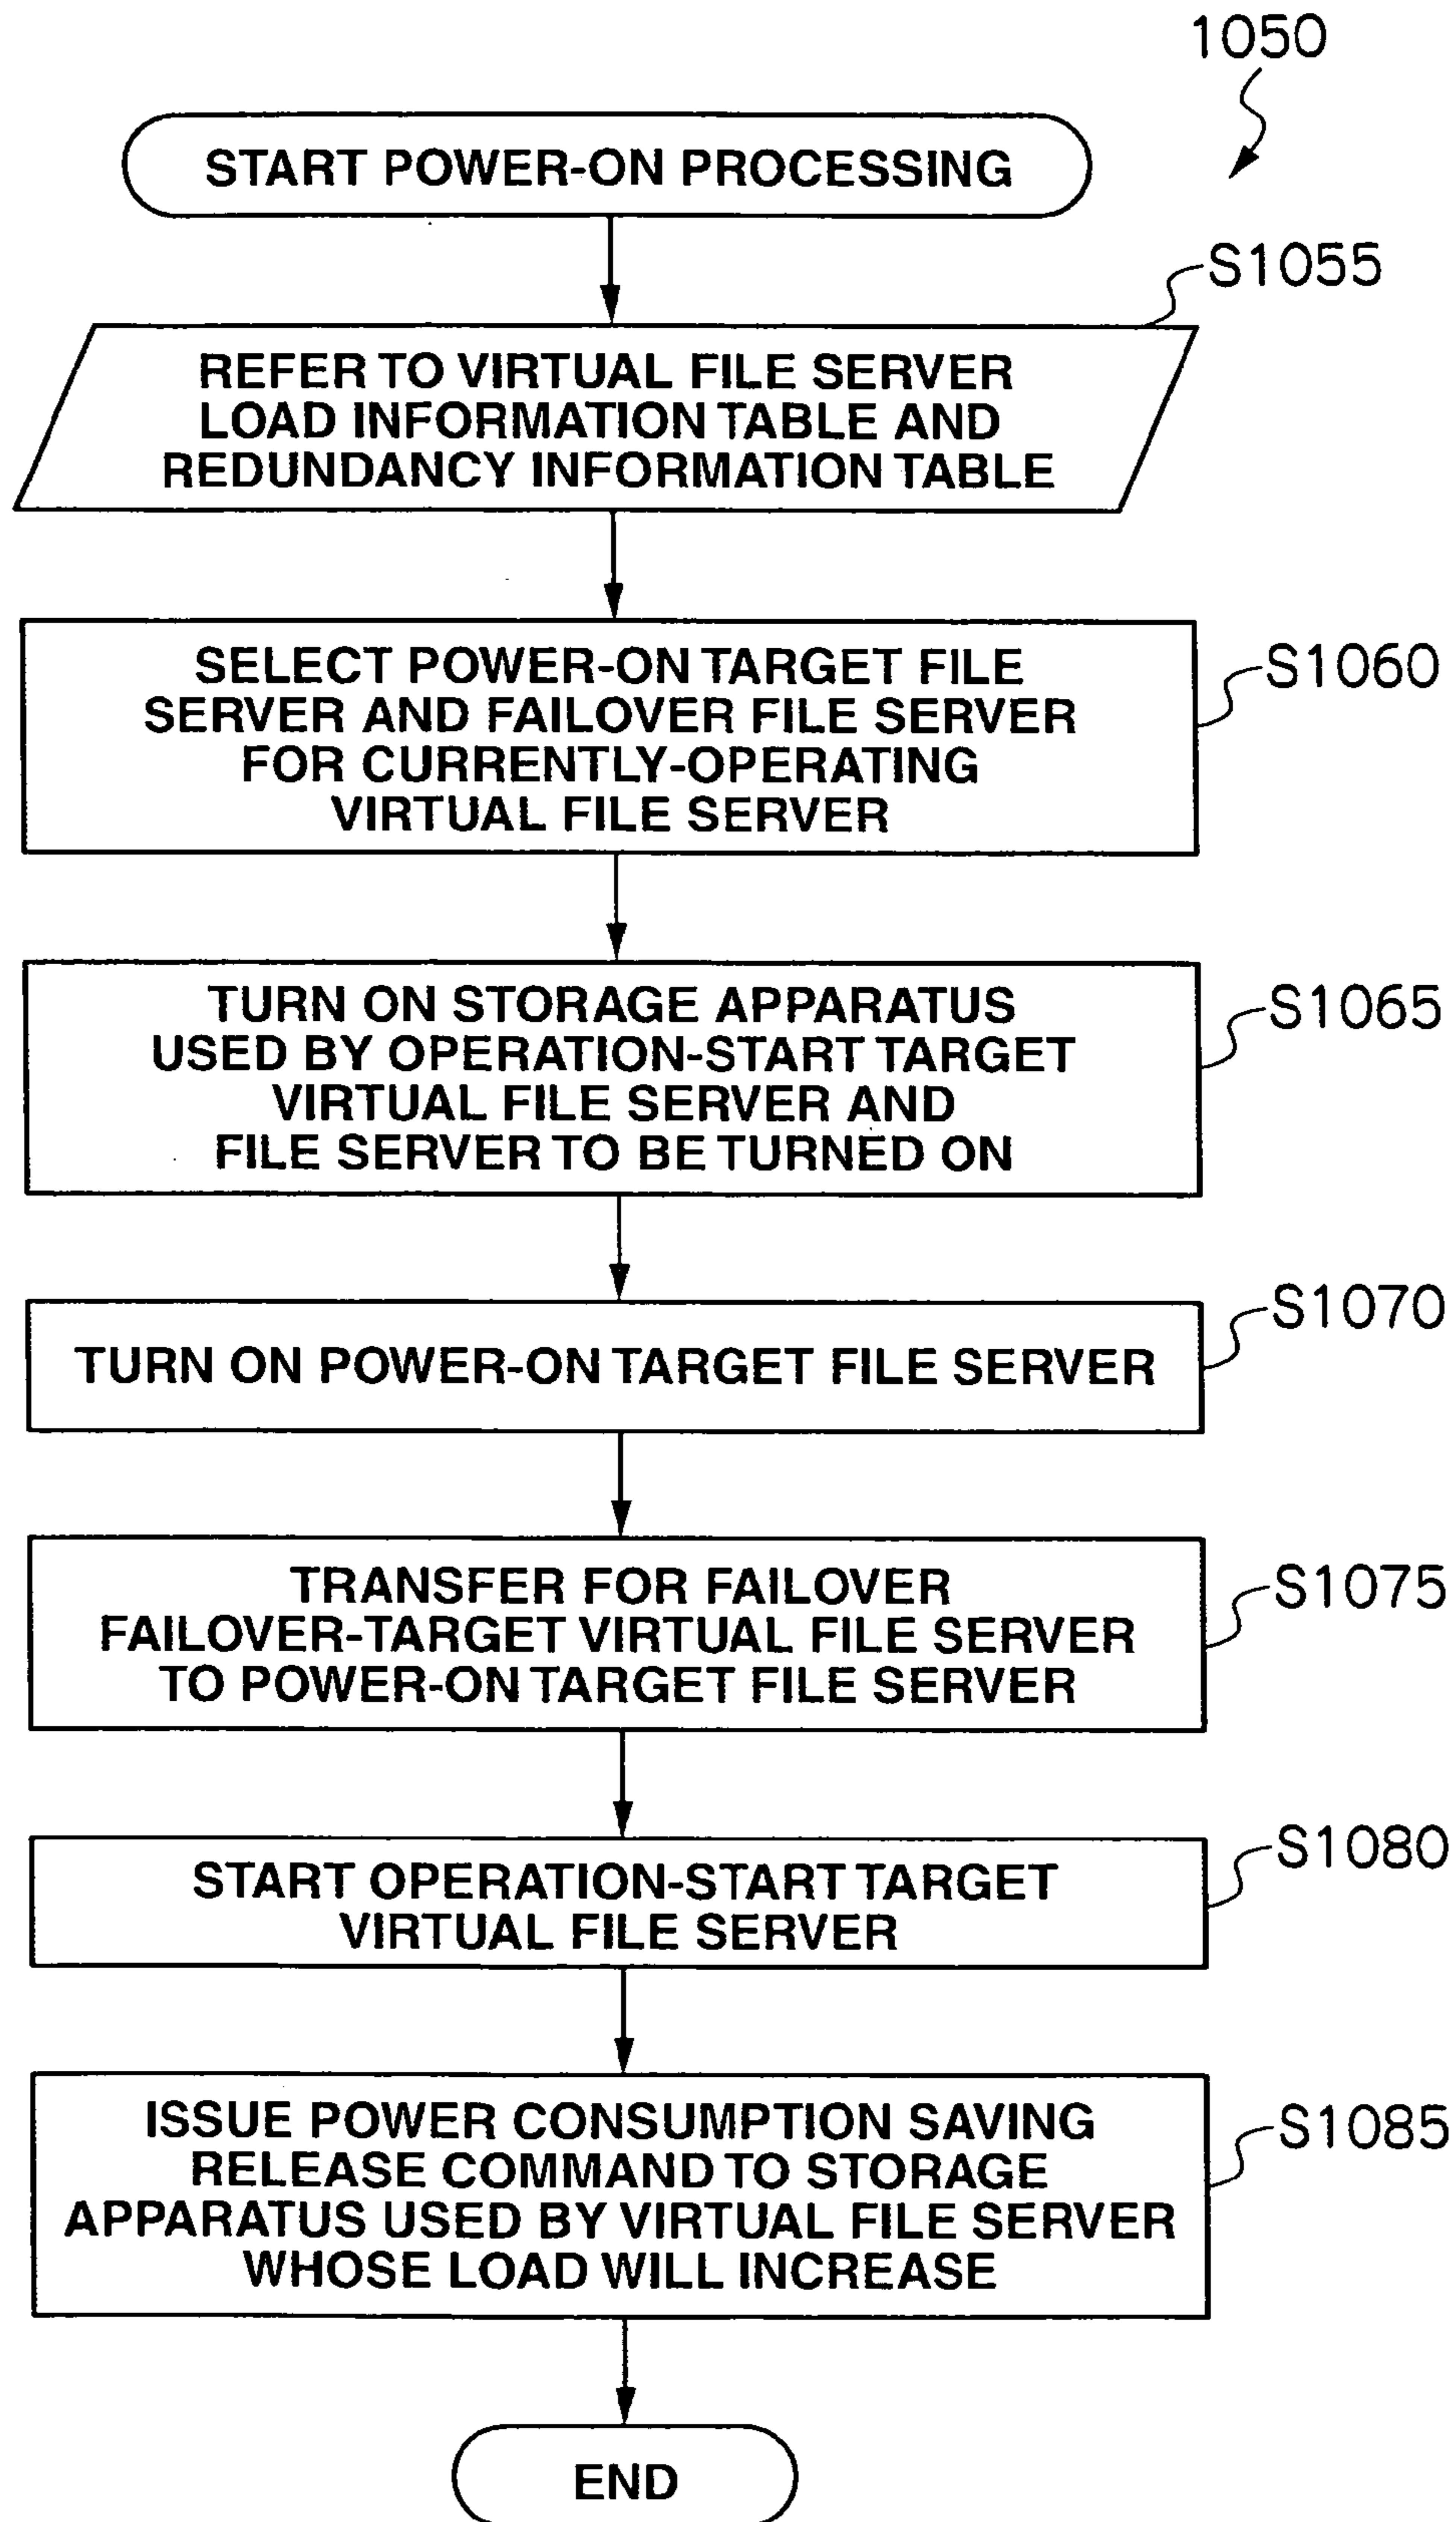 1050
START POWER-ON PROCESSING
S1055
REFER TO VIRTUAL FILE SERVER
LOAD INFORMATION TABLE AND
REDUNDANCY INFORMATION TABLE
SELECT POWER-ON TARGET FILE
SERVER AND FAILOVER FILE SERVER
FOR CURRENTLY-OPERATING
VIRTUAL FILE SERVER
S1060
TURN ON STORAGE APPARATUS
USED BY OPERATION-START TARGET
VIRTUAL FILE SERVER AND
FILE SERVER TO BE TURNED ON
S1065
TURN ON POWER-ON TARGET FILE SERVER
S1070
TRANSFER FOR FAILOVER
FAILOVER-TARGET VIRTUAL FILE SERVER
TO POWER-ON TARGET FILE SERVER
S1075
START OPERATION-START TARGET
VIRTUAL FILE SERVER
S1080
ISSUE POWER CONSUMPTION SAVING
RELEASE COMMAND TO STORAGE
APPARATUS USED BY VIRTUAL FILE SERVER
WHOSE LOAD WILL INCREASE
S1085
END